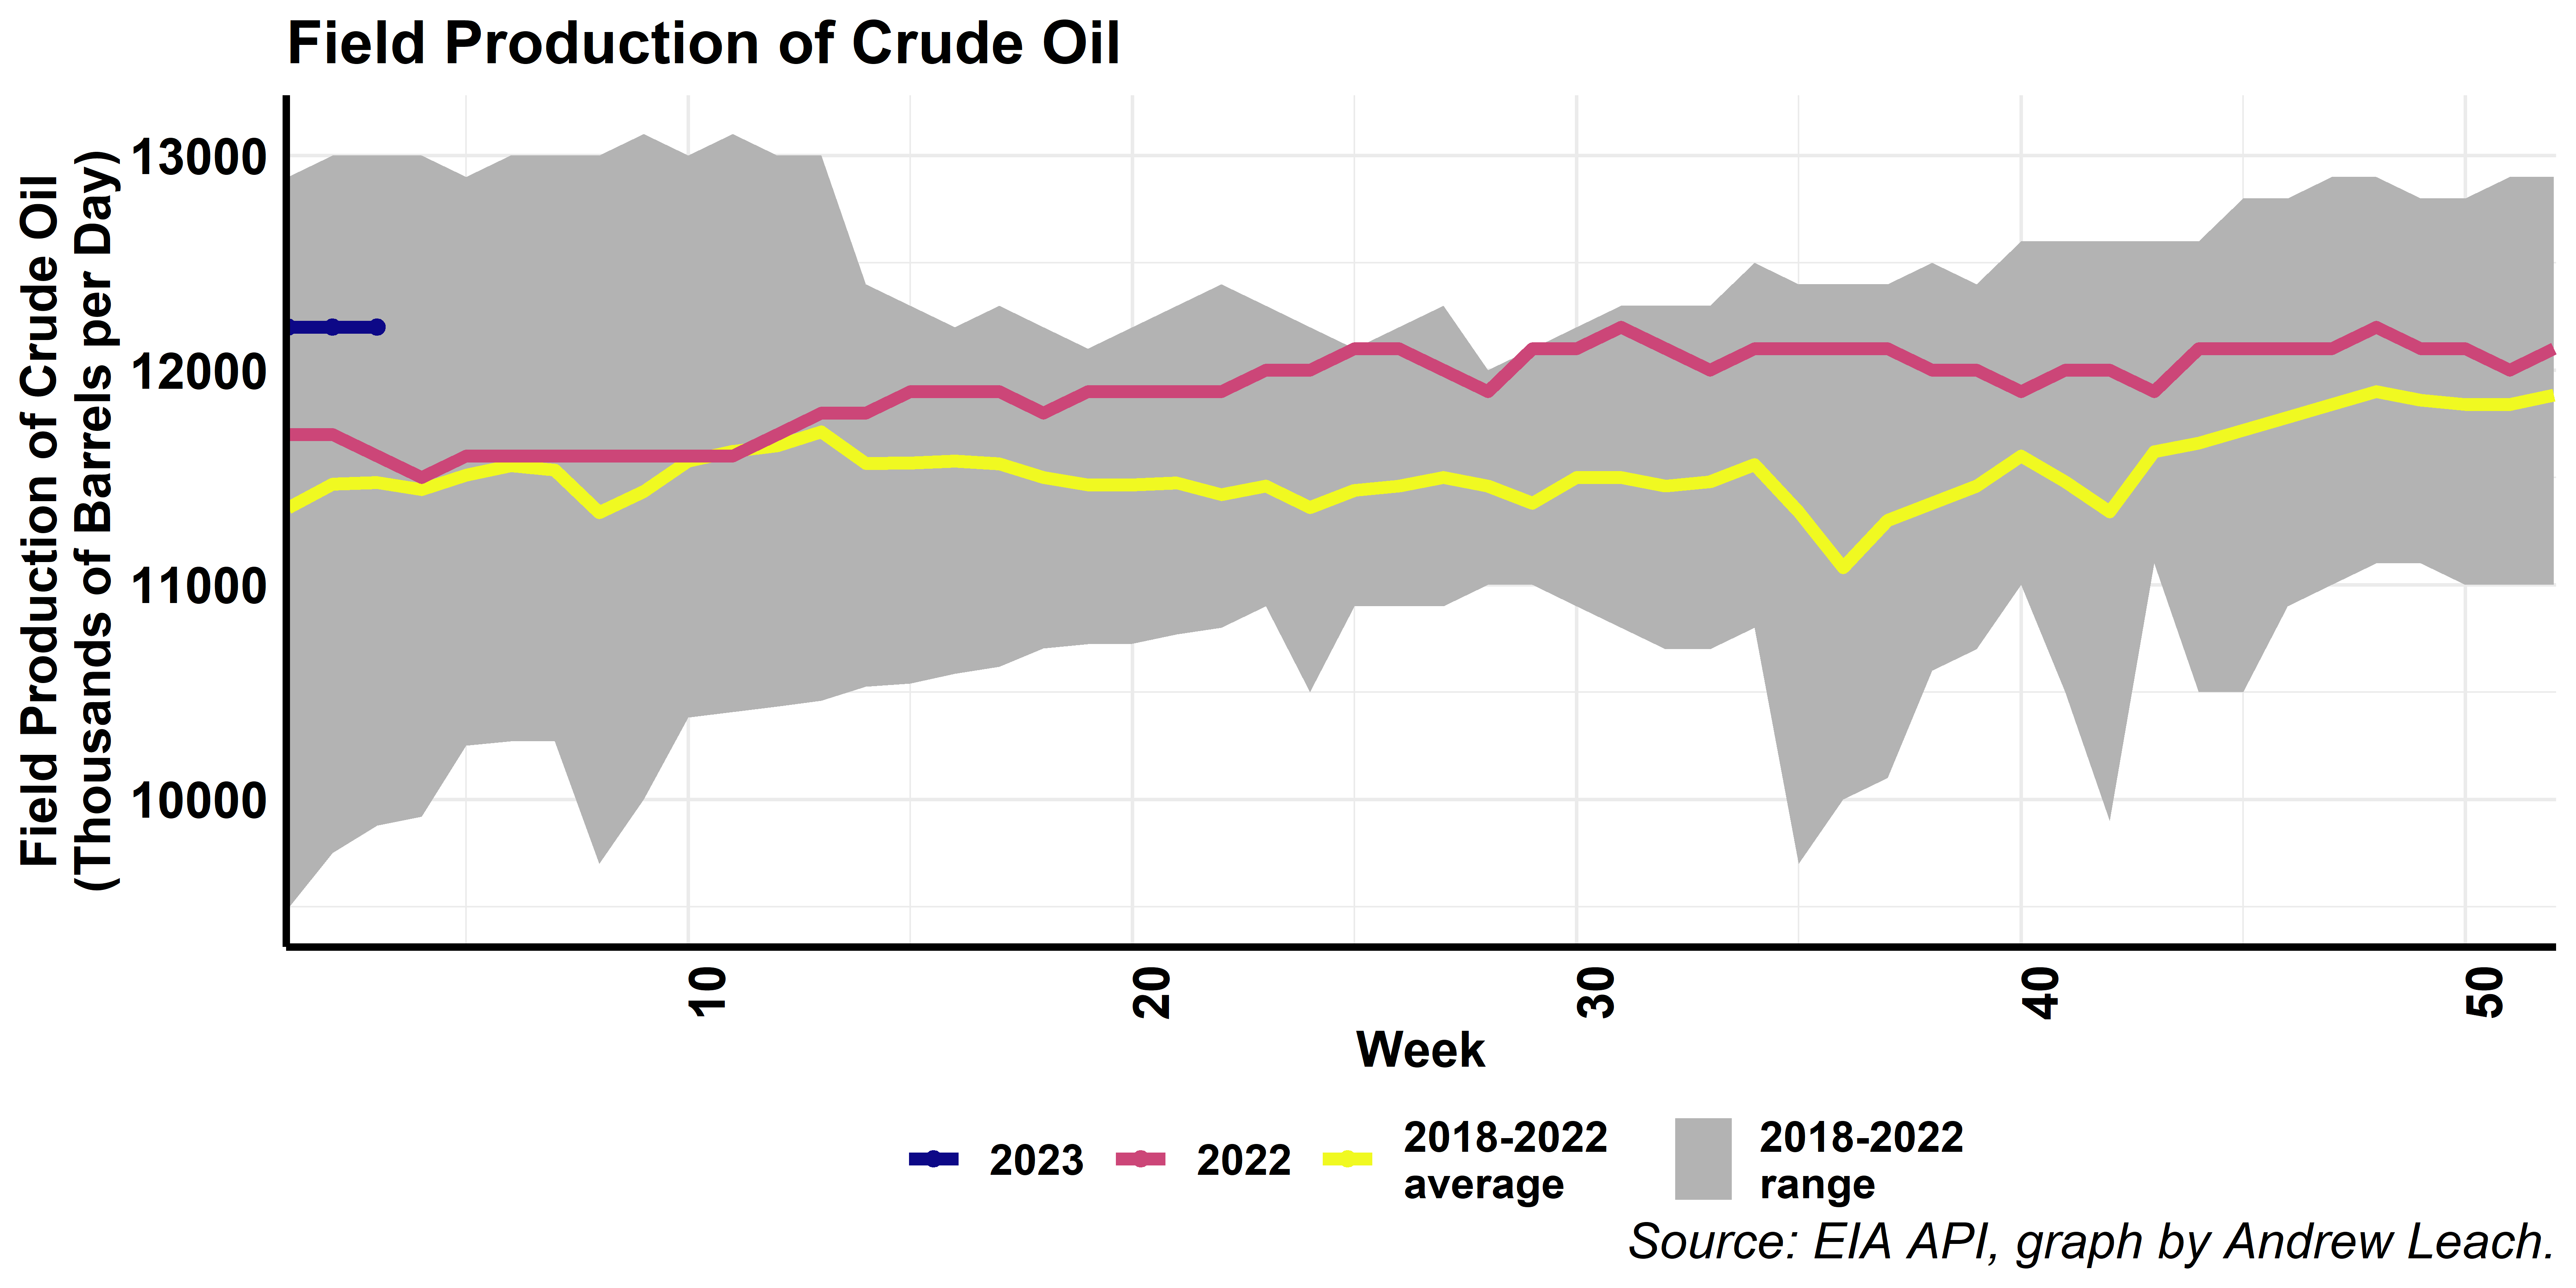 Field Production of Crude Oil
Field Production of Crude Oil
(Thousands of Barrels per Day)
13000
12000
11000
10000
10
20
30
40
50
Week
2023
2022
2018-2022
average
2018-2022
range
Source: EIA API, graph by Andrew Leach.